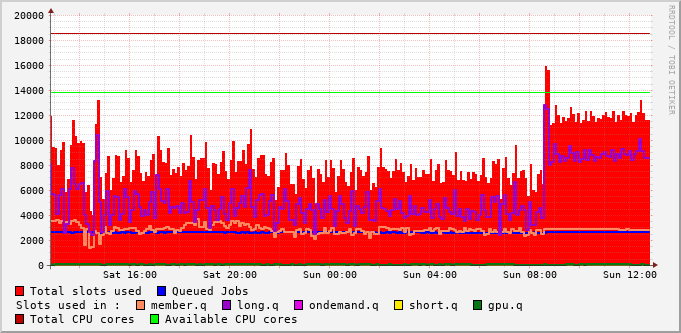 20000
18000
16000
14000
12000
10000
8000
6000
4000
2000
0
Sat 16:00 Sat 20:00 Sun 00:00 Sun 04:00 Sun 08:00 Sun 12:00
RRDTOOL / TOBI OETIKER
Total slots used Queued Jobs
Slots used in : member.q long.q ondemand.q short.q gpu.q
Total CPU cores Available CPU cores